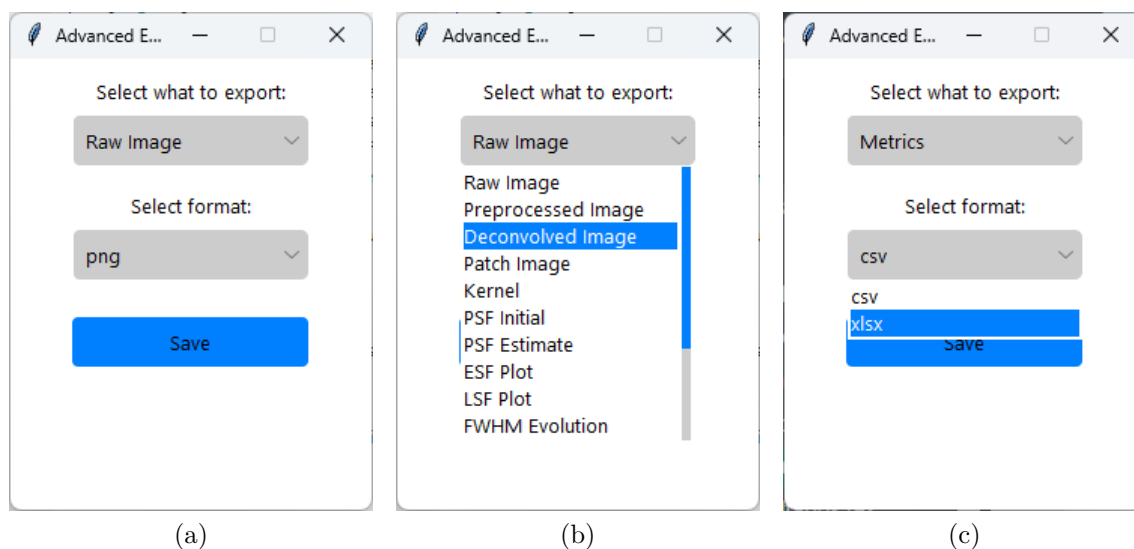 Advanced E...
Select what to export:
Raw Image
Select format:
png
Save
(a)
Advanced E...
Select what to export:
Raw Image
Raw Image
Preprocessed Image
Deconvolved Image
Patch Image
Kernel
PSF Initial
PSF Estimate
ESF Plot
LSF Plot
FWHM Evolution
(b)
Advanced E...
Select what to export:
Metrics
Select format:
csv
csv
xlsx
Save
(c)